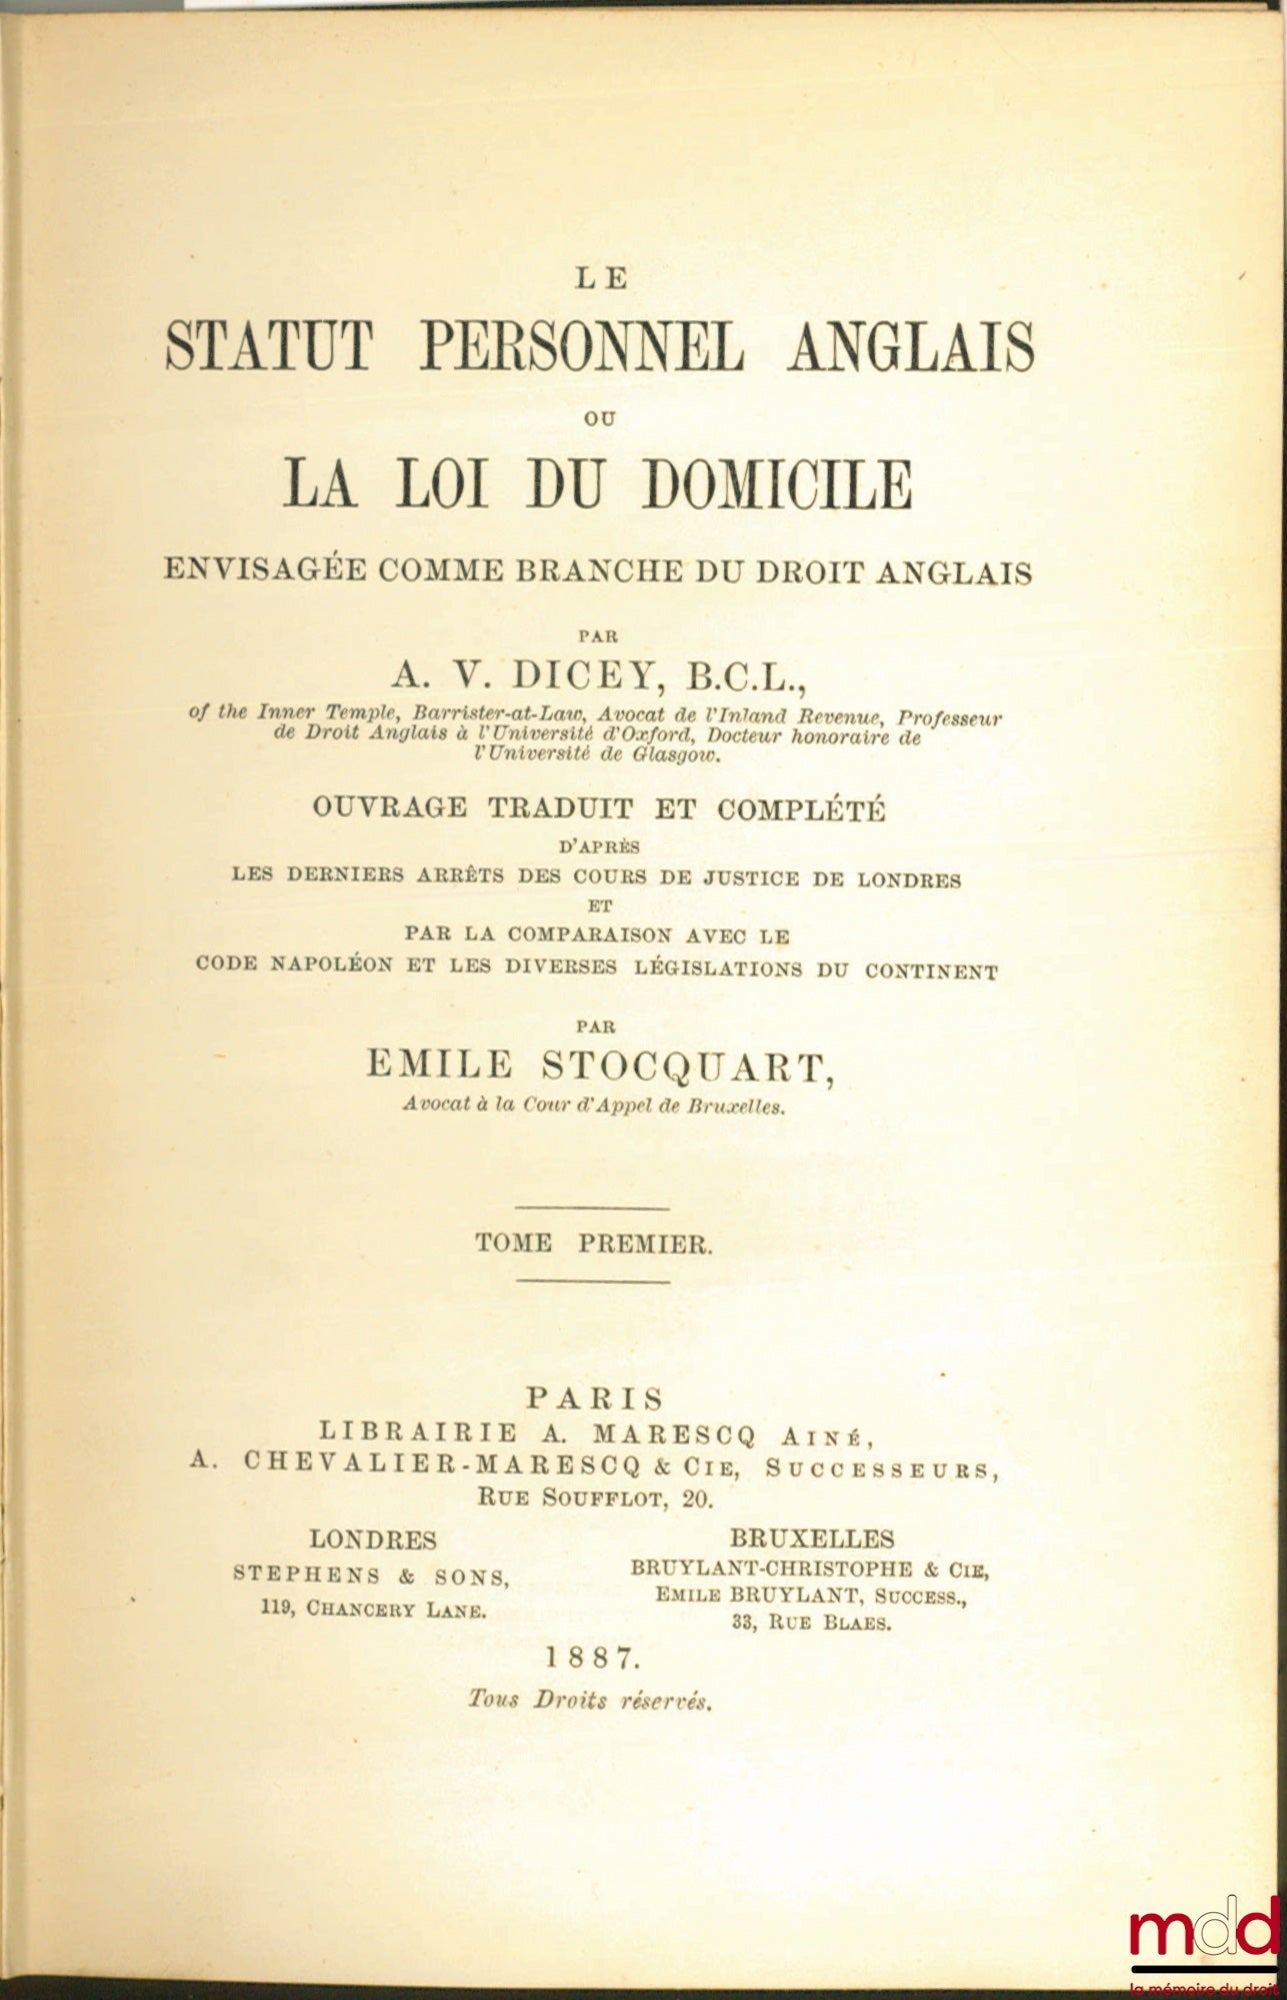 LE
STATUT PERSONNEL ANGLAIS
OU
LA LOI DU DOMICILE
ENVISAGÉE COMME BRANCHE DU DROIT ANGLAIS
PAR
A. V. DICEY, B.C.L.,
of the Inner Temple, Barrister-at-Law, Avocat de l'Inland Revenue, Professeur
de Droit Anglais à l'Université d'Oxford, Docteur honoraire de
l'Université de Glasgow.
OUVRAGE TRADUIT ET COMPLÉTÉ
D'APRÈS
LES DERNIERS ARRÊTS DES COURS DE JUSTICE DE LONDRES
ET
PAR LA COMPARAISON AVEC LE
CODE NAPOLÉON ET LES DIVERSES LÉGISLATIONS DU CONTINENT
PAR
EMILE STOCQUART,
Avocat à la Cour d'Appel de Bruxelles.
TOME PREMIER.
PARIS
LIBRAIRIE A. MARESCQ AINÉ,
A. CHEVALIER-MARESCQ & CIE, SUCCESSEURS,
RUE SOUFFLOT, 20.
LONDRES
STEPHENS & SONS,
119, CHANCERY LANE.
BRUXELLES
BRUYLANT-CHRISTOPHE & CIE,
EMILE BRUYLANT, SUCCESS.,
33, RUE BLAES.
1887.
Tous Droits réservés.
mdd
la mémoire du droit